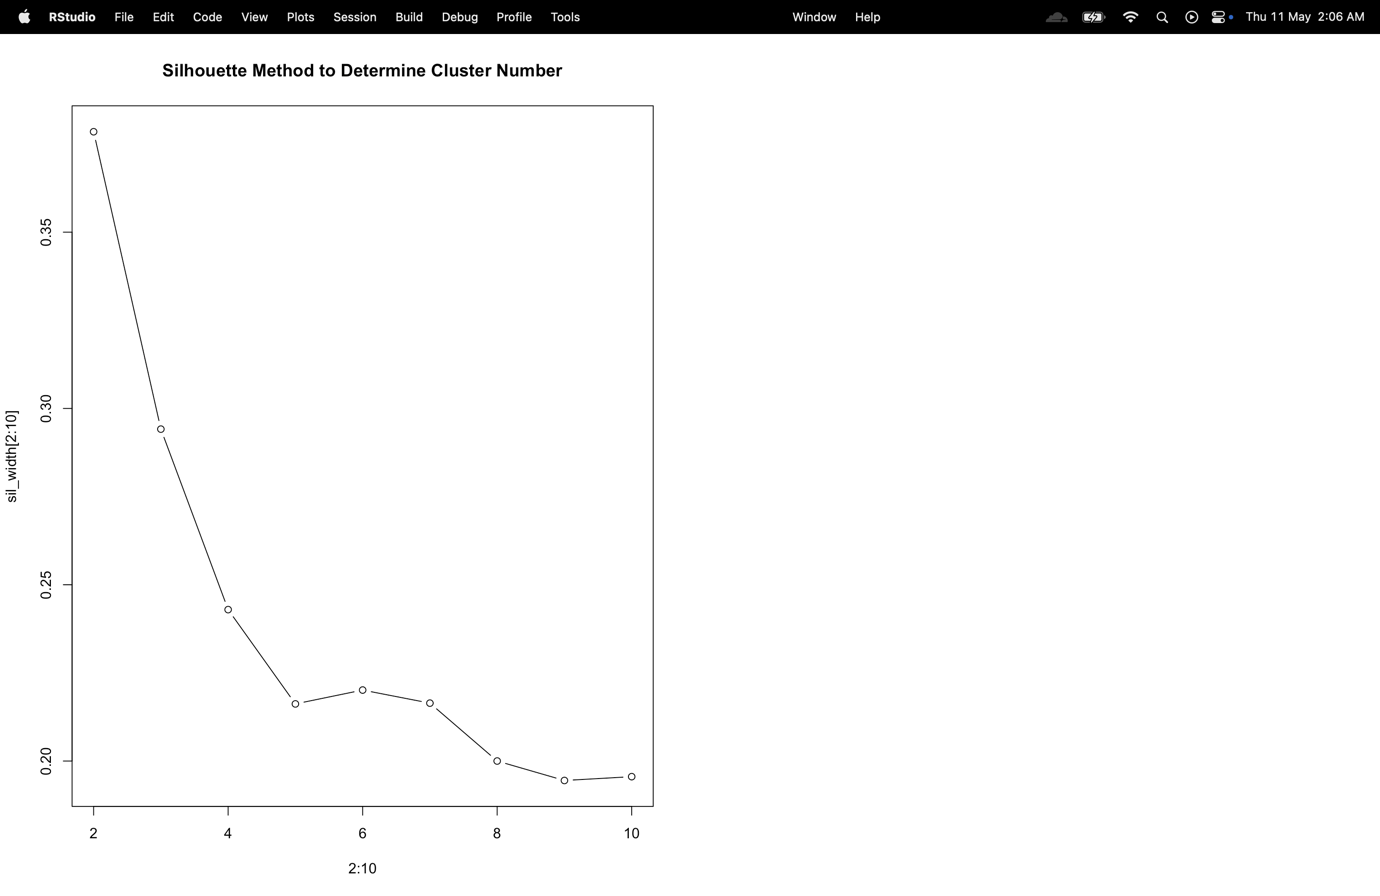 RStudio File Edit Code View Plots Session Build Debug Profile Tools Window Help Thu 11 May 2:06 AM
Silhouette Method to Determine Cluster Number
0.35
0.30
0.25
0.20
sil_width[2:10]
2 4 6 8 10
2:10